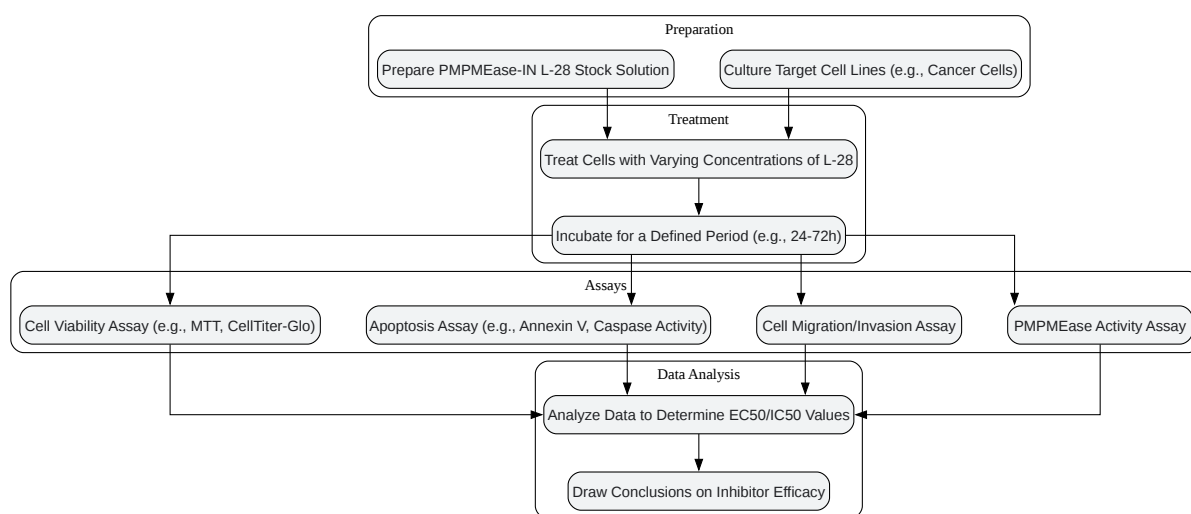 Preparation
Prepare PMPMEase-IN L-28 Stock Solution
Culture Target Cell Lines (e.g., Cancer Cells)
Treatment
Treat Cells with Varying Concentrations of L-28
Incubate for a Defined Period (e.g., 24-72h)
Assays
Cell Viability Assay (e.g., MTT, CellTiter-Glo)
Apoptosis Assay (e.g., Annexin V, Caspase Activity)
Cell Migration/Invasion Assay
PMPMEase Activity Assay
Data Analysis
Analyze Data to Determine EC50/IC50 Values
Draw Conclusions on Inhibitor Efficacy